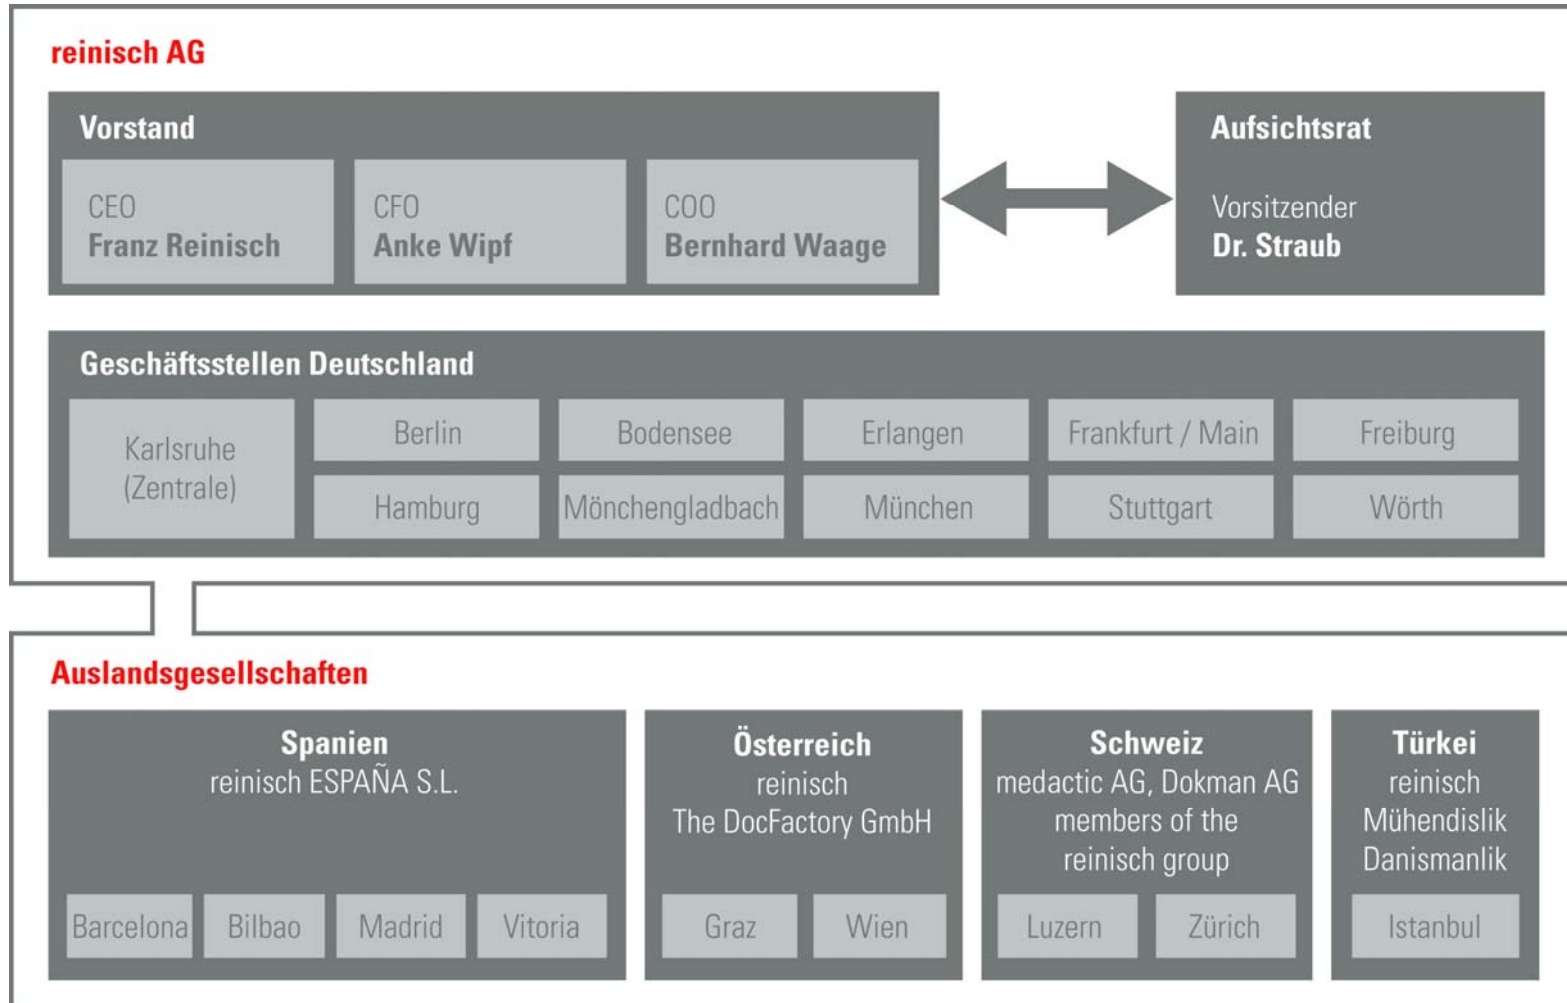 reinisch AG
Vorstand
CEO
Franz Reinisch
CFO
Anke Wipf
COO
Bernhard Waage
Aufsichtsrat
Vorsitzender
Dr. Straub
Geschäftsstellen Deutschland
Karlsruhe
(Zentrale)
Berlin
Bodensee
Erlangen
Frankfurt / Main
Freiburg
Hamburg
Mönchengladbach
München
Stuttgart
Wörth
Auslandsgesellschaften
Spanien
reinisch ESPAÑA S.L.
Barcelona
Bilbao
Madrid
Vitoria
Österreich
reinisch
The DocFactory GmbH
Graz
Wien
Schweiz
medactic AG, Dokman AG
members of the
reinisch group
Luzern
Zürich
Türkei
reinisch
Mühendislik
Danismanlik
Istanbul